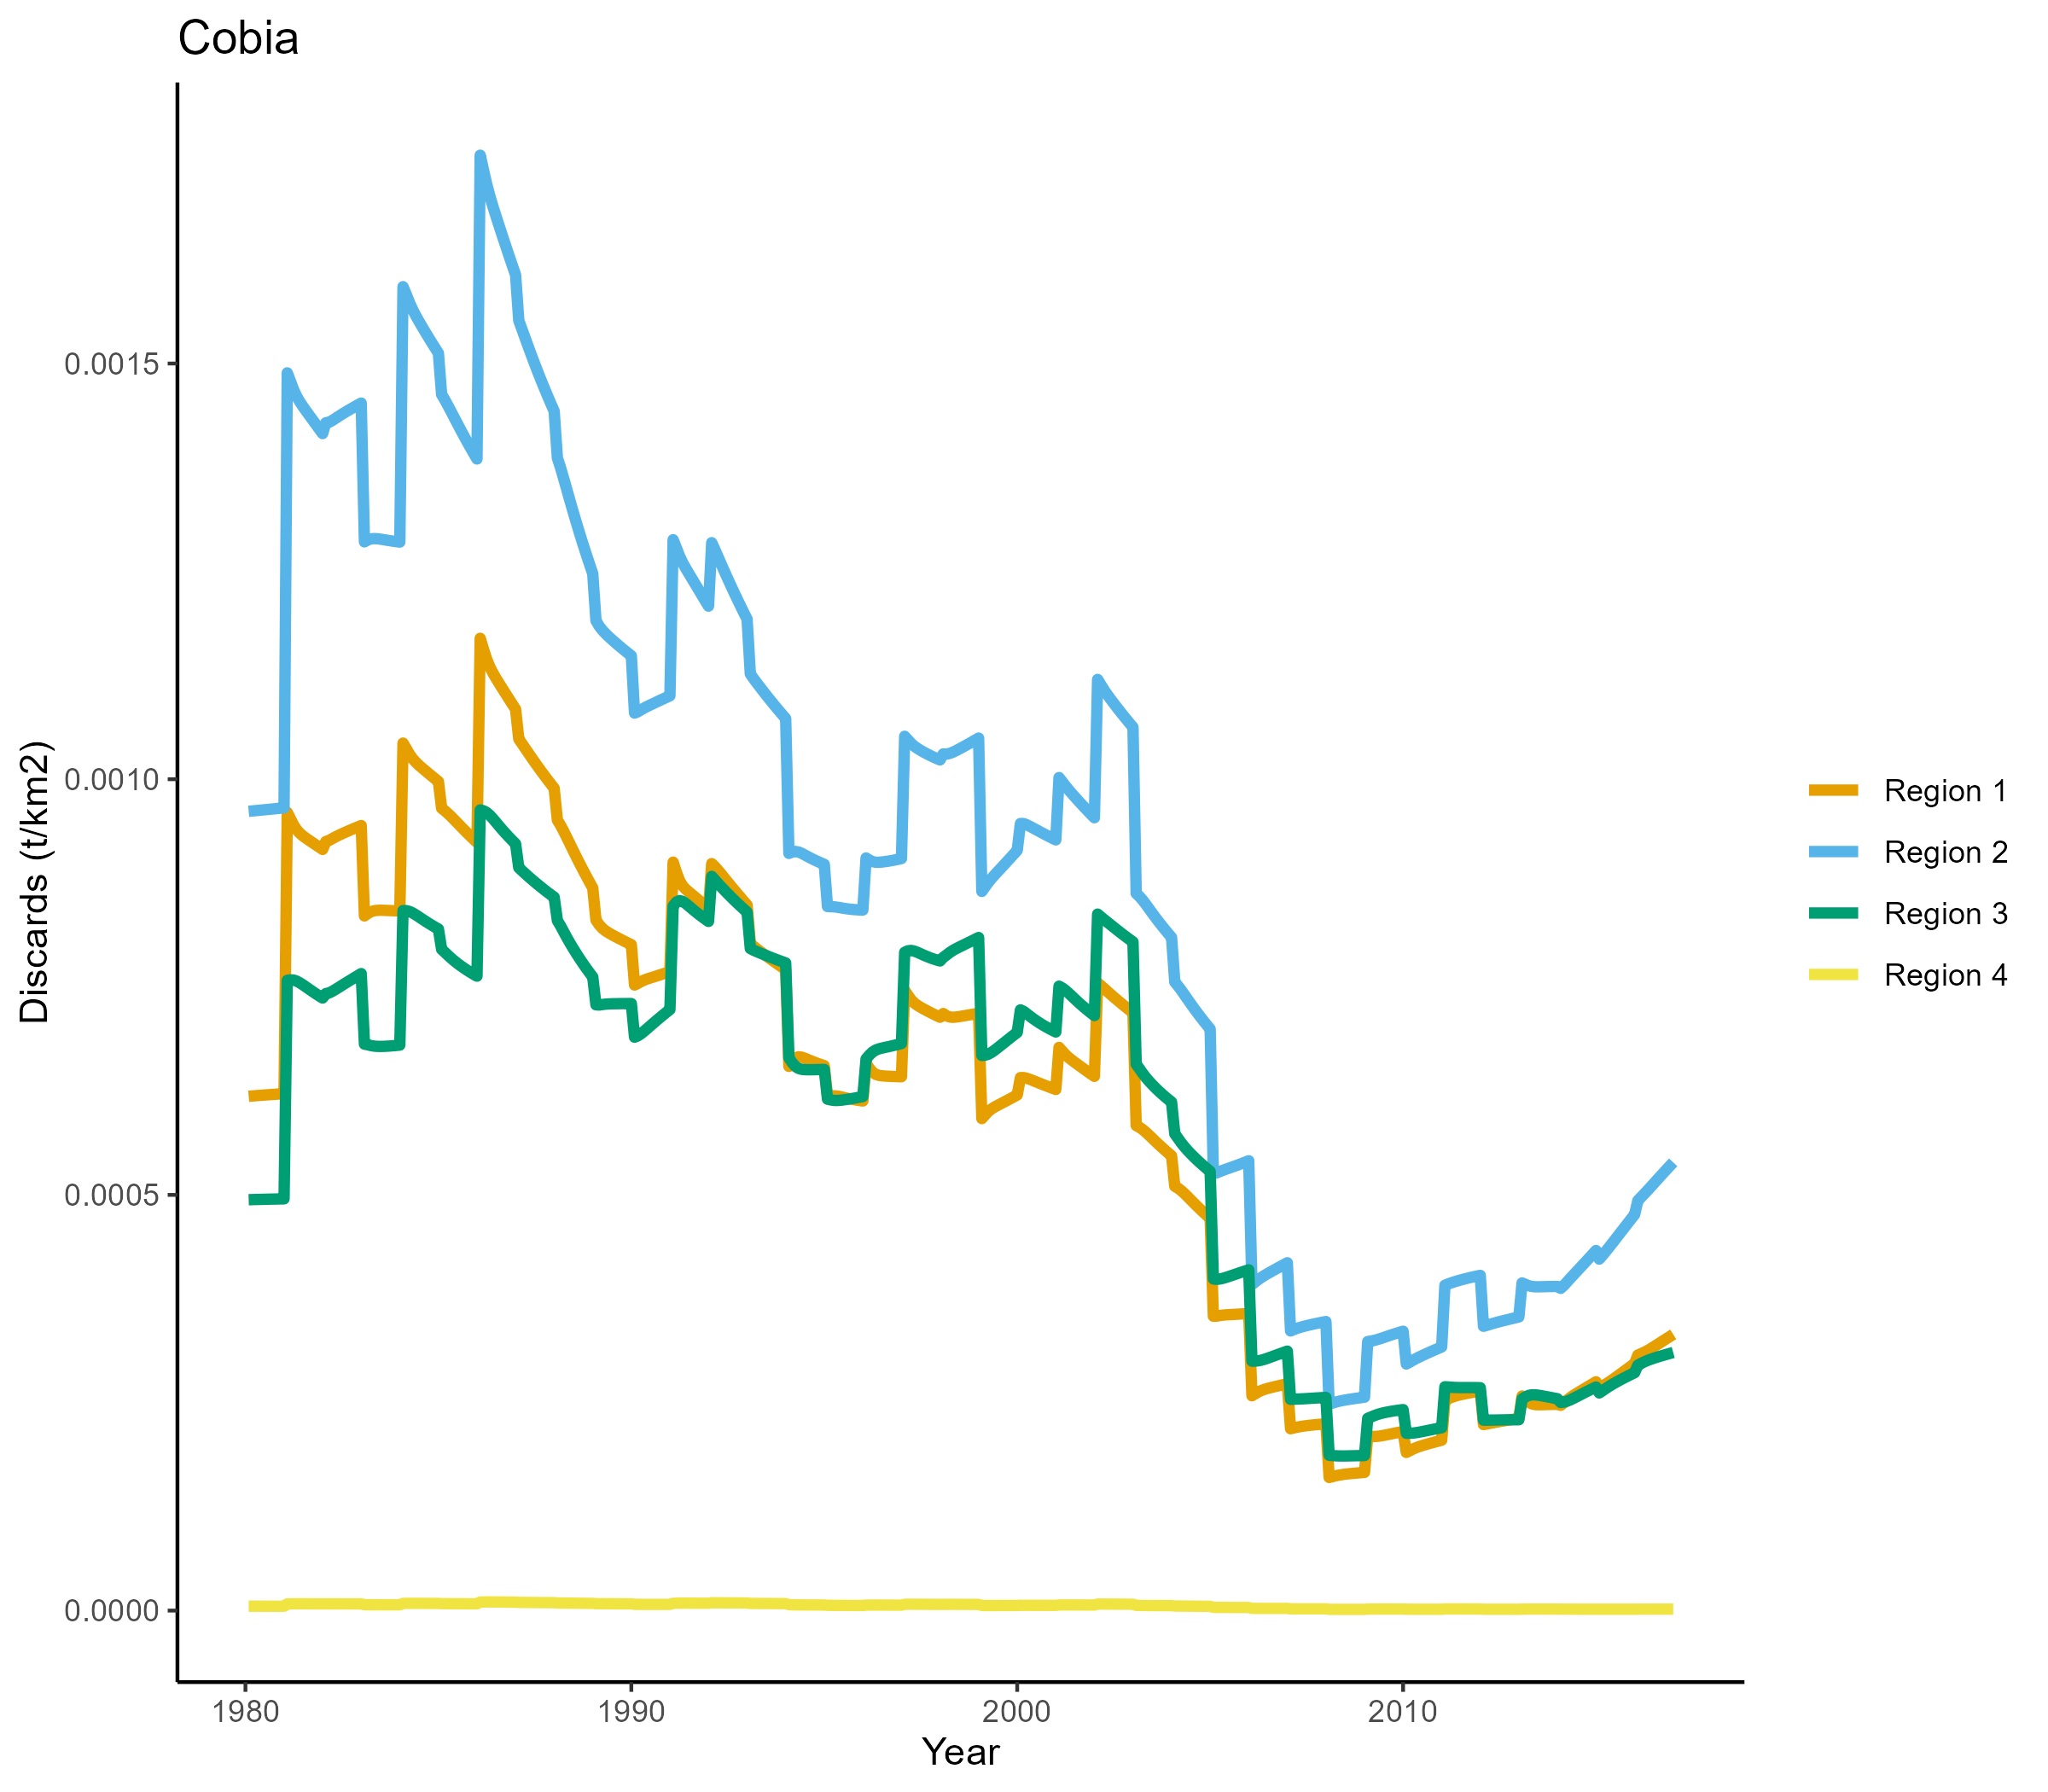 Cobia
Discards (t/km2)
0.0015
0.0010
0.0005
0.0000
1980
1990
2000
2010
Year
Region 1
Region 2
Region 3
Region 4